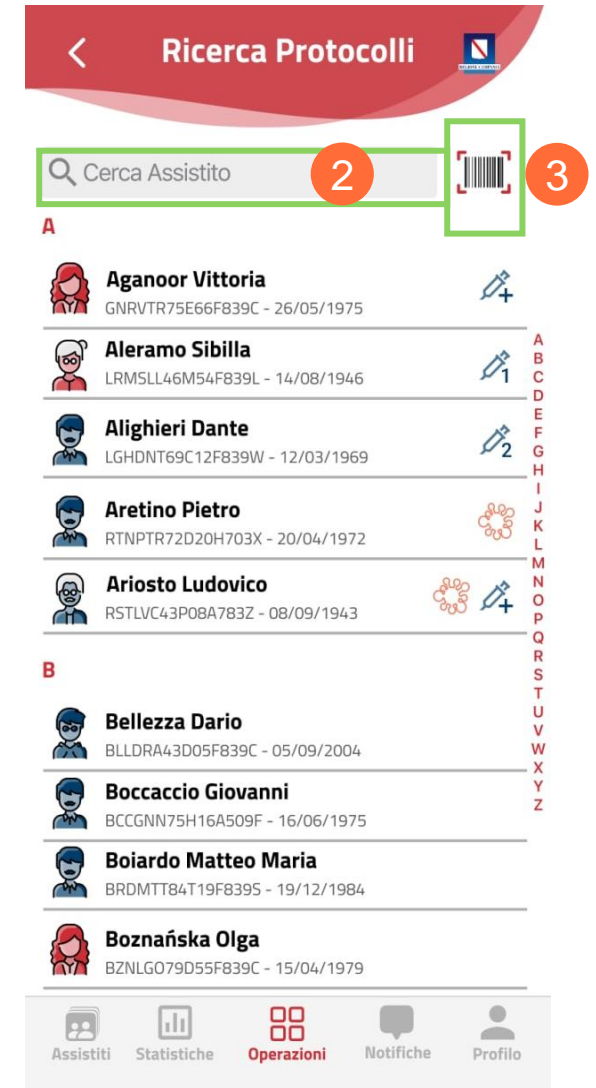 Ricerca Protocolli
Cerca Assistito
2
3
A
Aganoor Vittoria
GNRVTR75E66F839C - 26/05/1975
+
Aleramo Sibilla
LRMSLL46M54F839L - 14/08/1946
1
Alighieri Dante
LGHDNT69C12F839W - 12/03/1969
2
Aretino Pietro
RTNPTR72D20H703X - 20/04/1972
Ariosto Ludovico
RSTLVC43P08A783Z - 08/09/1943
+
B
Bellezza Dario
BLLDRA43D05F839C - 05/09/2004
Boccaccio Giovanni
BCCGNN75H16A509F - 16/06/1975
Boiardo Matteo Maria
BRDMTT84T19F839S - 19/12/1984
Boznańska Olga
BZNLGO79D55F839C - 15/04/1979
A
B
C
D
E
F
G
H
I
J
K
L
M
N
O
P
Q
R
S
T
U
V
W
X
Y
Z
Assistiti
Statistiche
Operazioni
Notifiche
Profilo